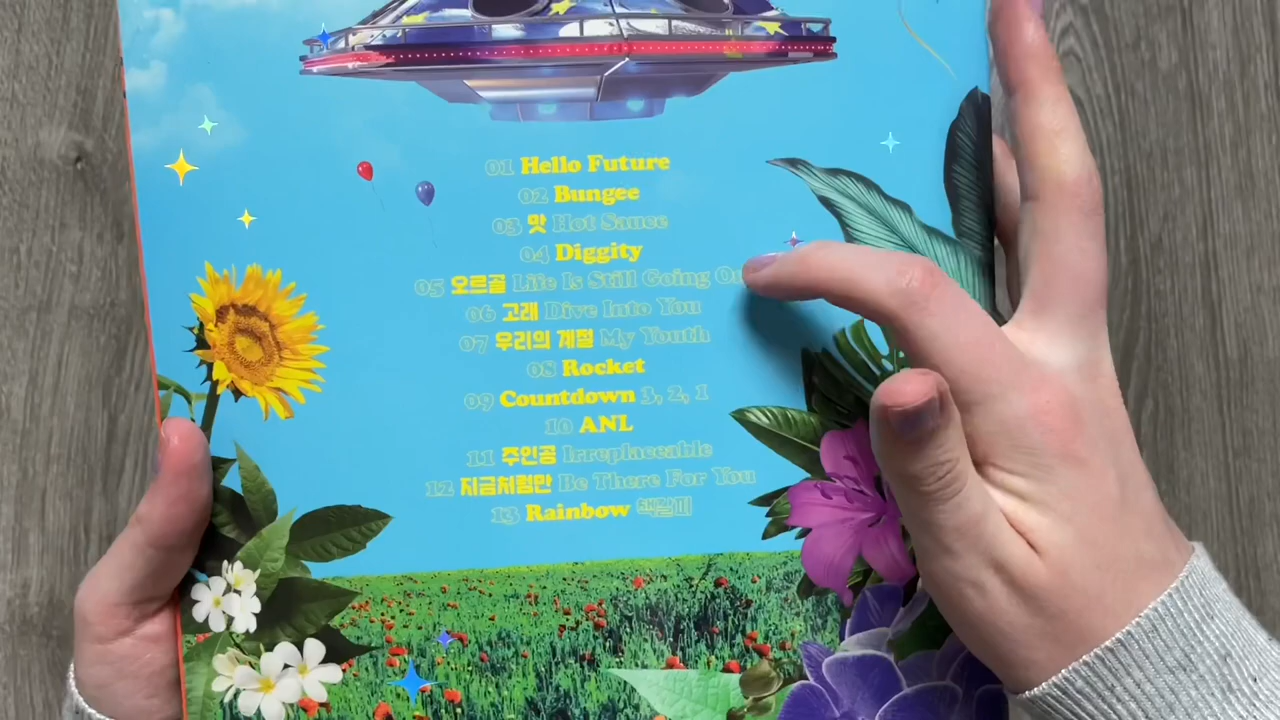 01 Hello Future
02 Bungee
03 맛 Hot Sauce
04 Diggity
05 오르골 Life Is Still Going On
06 고래 Dive Into You
07 우리의 계절 My Youth
08 Rocket
09 Countdown 3, 2, 1
10 ANL
11 주인공 Irreplaceable
12 지금처럼만 Be There For You
13 Rainbow 책갈피